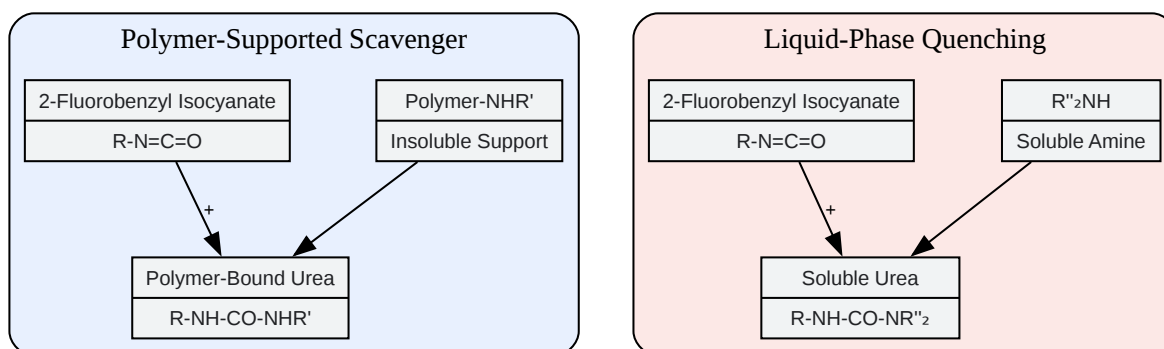 Polymer-Supported Scavenger
2-Fluorobenzyl Isocyanate
R-N=C=O
Polymer-NHR'
Insoluble Support
+
Polymer-Bound Urea
R-NH-CO-NHR'
Liquid-Phase Quenching
2-Fluorobenzyl Isocyanate
R-N=C=O
R"₂NH
Soluble Amine
+
Soluble Urea
R-NH-CO-NR"₂